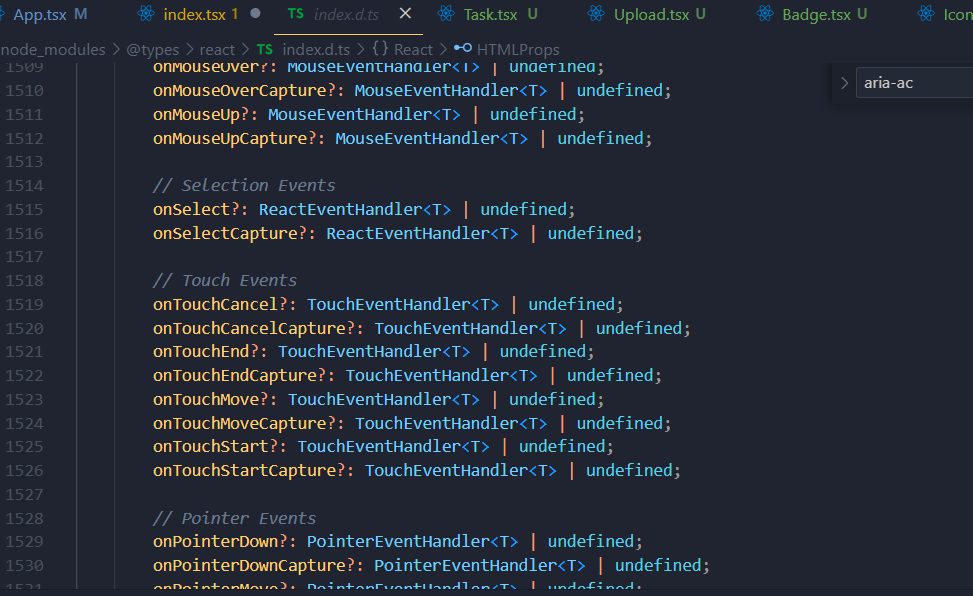 App.tsx M index.tsx 1 TS index.d.ts Task.tsx U Upload.tsx U Badge.tsx U Icon
node_modules > @types > react > TS index.d.ts > {} React > HTMLProps
1509 onMouseOver?: MouseEventHandler<T> | undefined;
> aria-ac
1510 onMouseOverCapture?: MouseEventHandler<T> | undefined;
1511 onMouseUp?: MouseEventHandler<T> | undefined;
1512 onMouseUpCapture?: MouseEventHandler<T> | undefined;
1513
1514 // Selection Events
1515 onSelect?: ReactEventHandler<T> | undefined;
1516 onSelectCapture?: ReactEventHandler<T> | undefined;
1517
1518 // Touch Events
1519 onTouchCancel?: TouchEventHandler<T> | undefined;
1520 onTouchCancelCapture?: TouchEventHandler<T> | undefined;
1521 onTouchEnd?: TouchEventHandler<T> | undefined;
1522 onTouchEndCapture?: TouchEventHandler<T> | undefined;
1523 onTouchMove?: TouchEventHandler<T> | undefined;
1524 onTouchMoveCapture?: TouchEventHandler<T> | undefined;
1525 onTouchStart?: TouchEventHandler<T> | undefined;
1526 onTouchStartCapture?: TouchEventHandler<T> | undefined;
1527
1528 // Pointer Events
1529 onPointerDown?: PointerEventHandler<T> | undefined;
1530 onPointerDownCapture?: PointerEventHandler<T> | undefined;
1531 onPointerMove?: PointerEventHandler<T> | undefined;